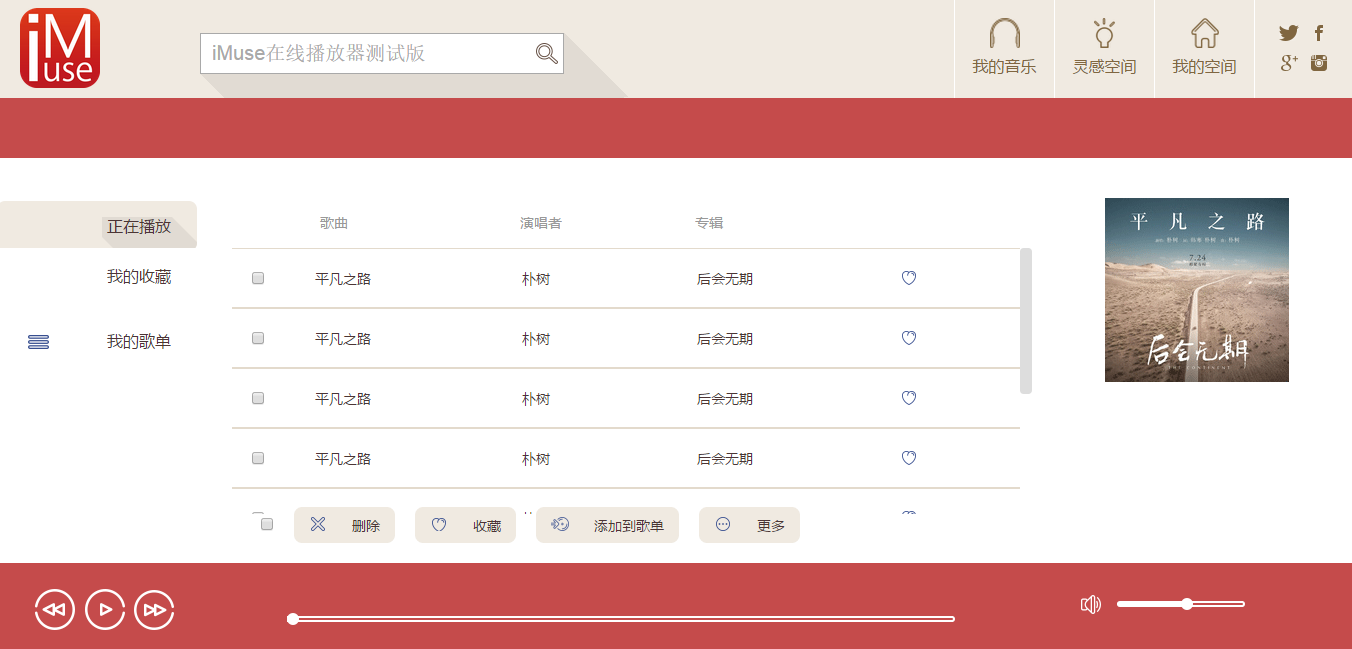 iM
use
iMuse在线播放器测试版
我的音乐
灵感空间
我的空间
g+
正在播放
我的收藏
我的歌单
歌曲 演唱者 专辑
平凡之路 朴树 后会无期
平凡之路 朴树 后会无期
平凡之路 朴树 后会无期
平凡之路 朴树 后会无期
删除 收藏 添加到歌单 更多
平凡之路
7.24
后会无期
THE CONTINENT